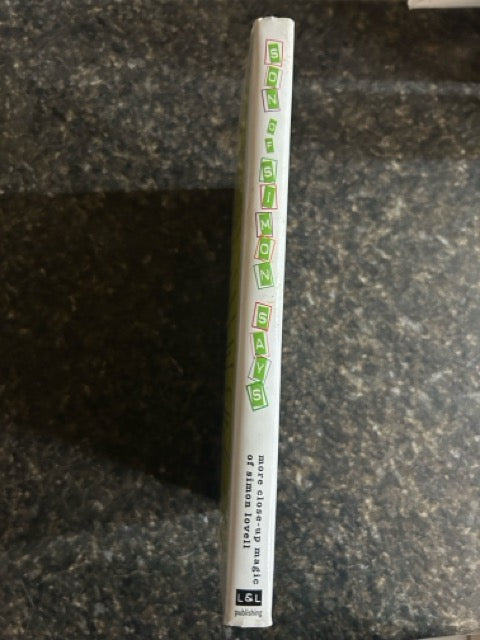 SON OF SIMON SAYS
more close-up magic
of simon lovell
L&L
publishing